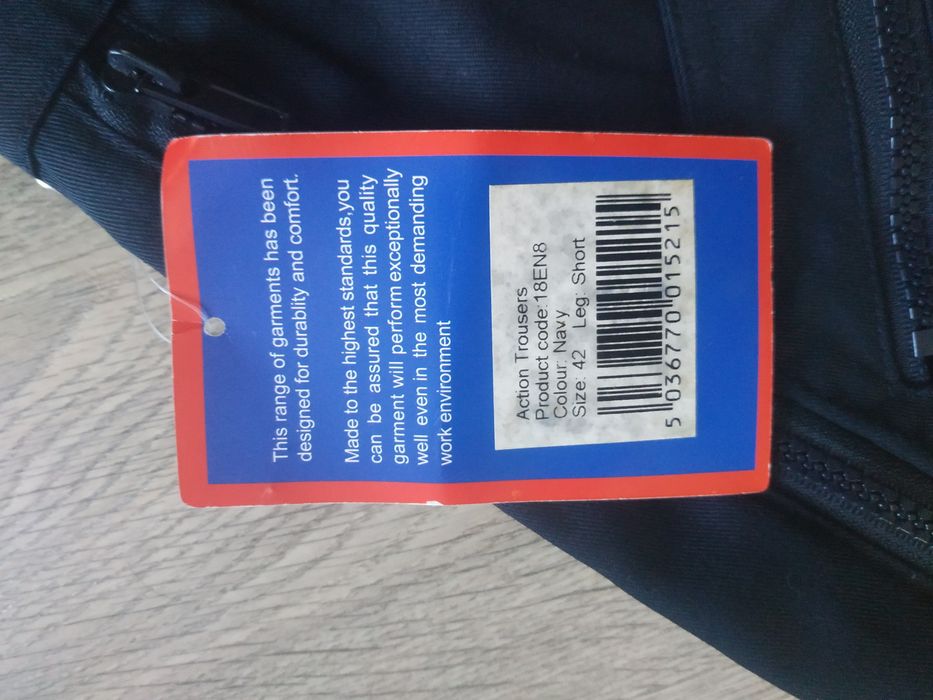 This range of garments has been
designed for durablity and comfort.
Made to the highest standards,you
can be assured that this quality
garment will perform exceptionally
well even in the most demanding
work environment
Action Trousers
Product code:18EN8
Colour: Navy
Size: 42 Leg: Short
5 036770 015215